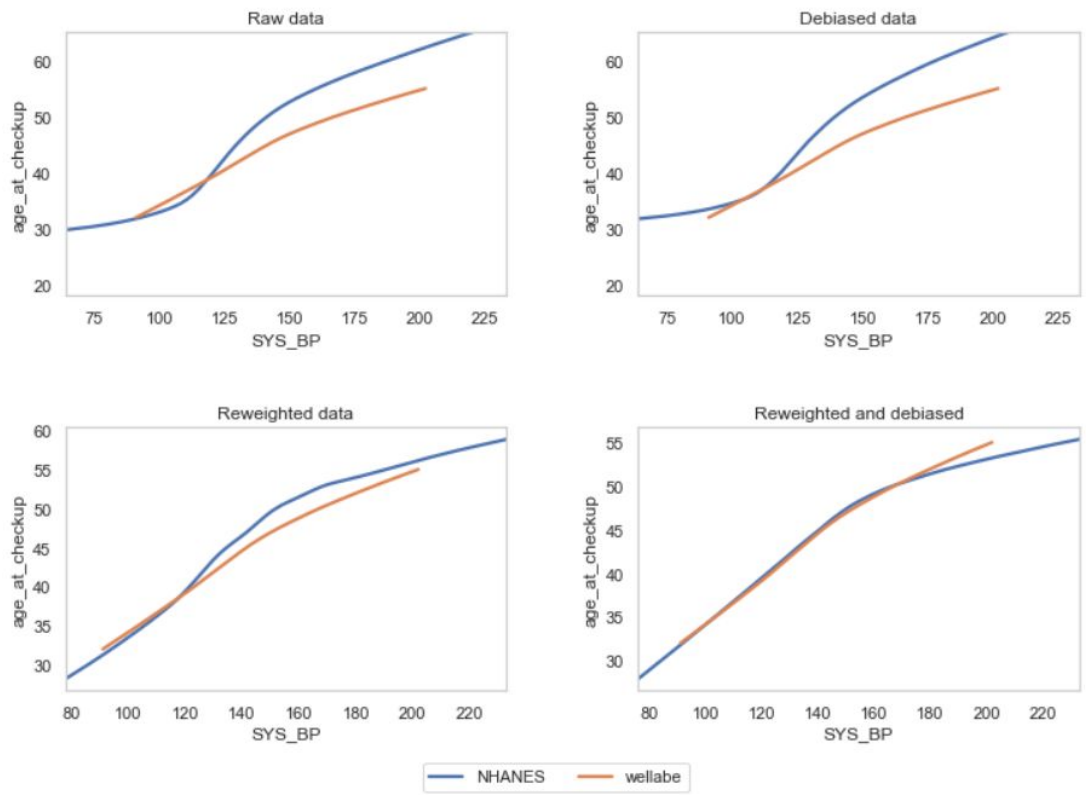 Raw data
60
50
40
30
20
age_at_checkup
75 100 125 150 175 200 225
SYS_BP
Debiased data
60
50
40
30
20
age_at_checkup
75 100 125 150 175 200 225
SYS_BP
Reweighted data
60
55
50
45
40
35
30
age_at_checkup
80 100 120 140 160 180 200 220
SYS_BP
Reweighted and debiased
55
50
45
40
35
30
age_at_checkup
80 100 120 140 160 180 200 220
SYS_BP
NHANES wellabe